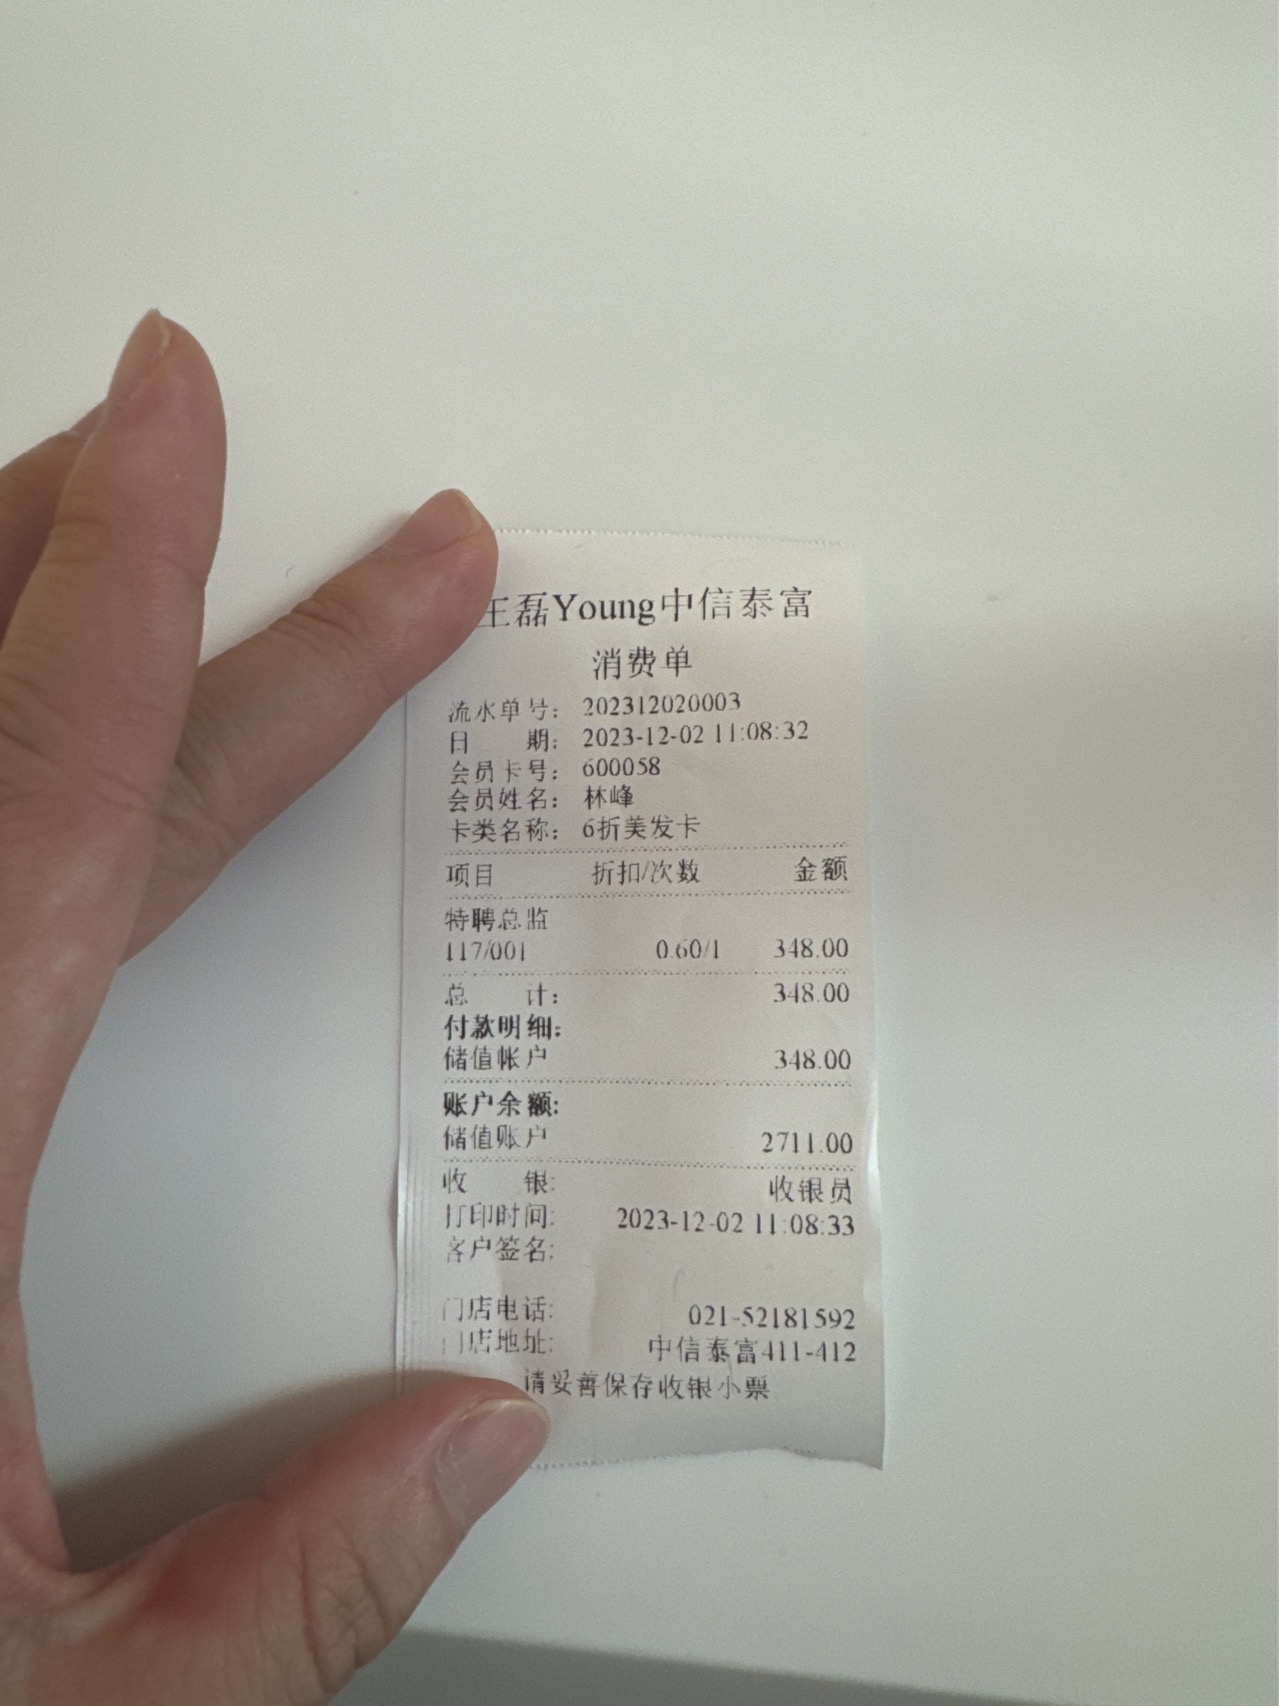 王磊Young中信泰富
消费单
流水单号： 202312020003
日 期： 2023-12-02 11:08:32
会员卡号： 600058
会员姓名： 林峰
卡类名称： 6折美发卡
项目 折扣/次数 金额
特聘总监
117/001 0.60/1 348.00
总 计： 348.00
付款明细:
储值帐户 348.00
账户余额:
储值账户 2711.00
收 银: 收银员
打印时间: 2023-12-02 11:08:33
客户签名:
门店电话: 021-52181592
门店地址: 中信泰富411-412
请妥善保存收银小票